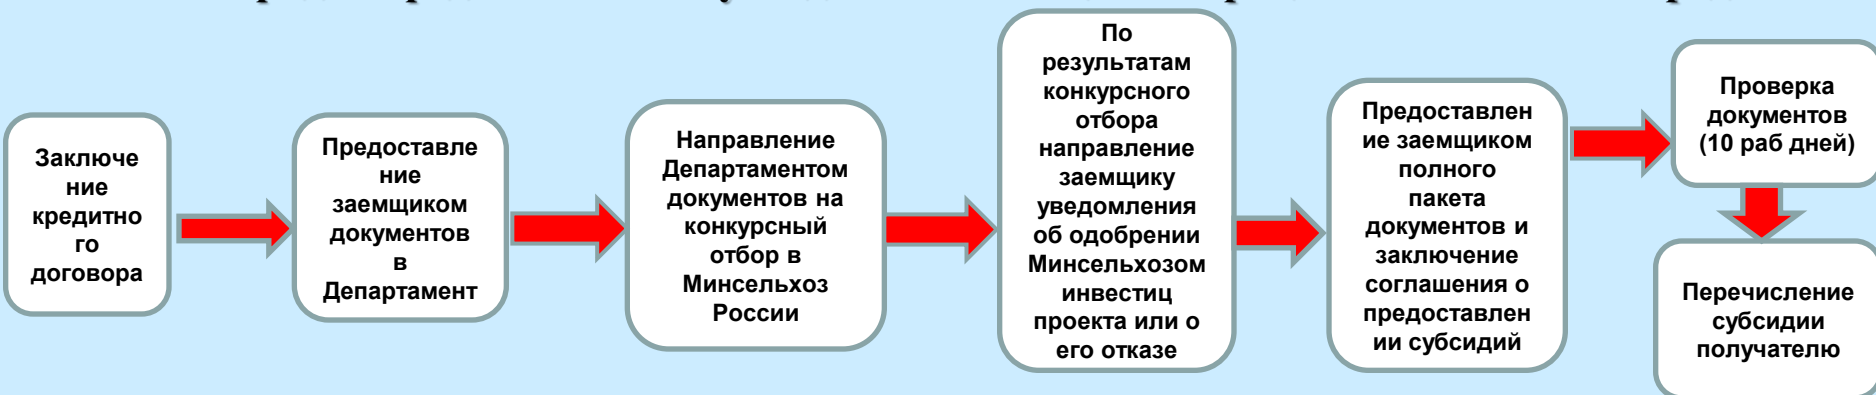 Заключе
ние
кредитно
го
договора
Предоставле
ние
заемщиком
документов
в
Департамент
Направление
Департаментом
документов на
конкурсный
отбор в
Минсельхоз
России
По
результатам
конкурсного
отбора
направление
заемщику
уведомления
об одобрении
Минсельхозом
инвестиц
проекта или о
его отказе
Предоставлен
ие заемщиком
полного
пакета
документов и
заключение
соглашения о
предоставлен
ии субсидий
Проверка
документов
(10 раб дней)
Перечисление
субсидии
получателю